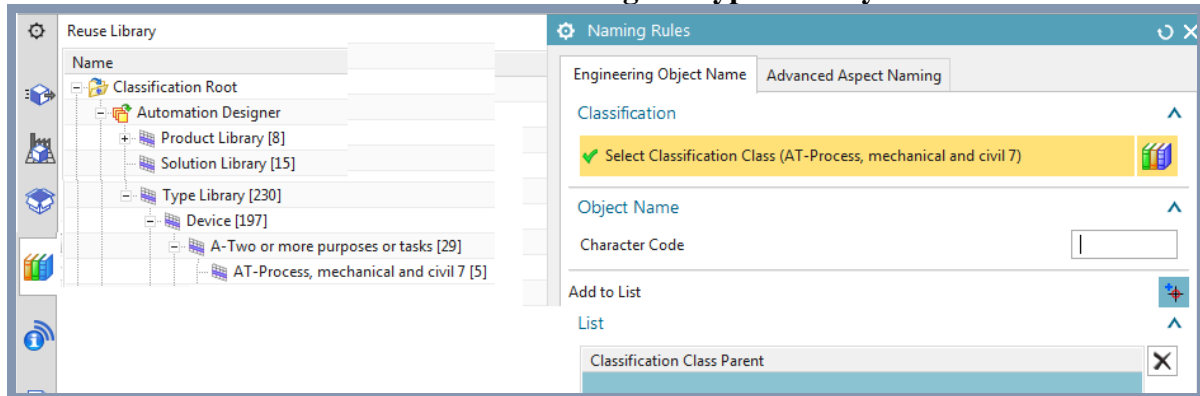 Reuse Library
Name
Classification Root
Automation Designer
Product Library [8]
Solution Library [15]
Type Library [230]
Device [197]
A-Two or more purposes or tasks [29]
AT-Process, mechanical and civil 7 [5]
Naming Rules
Engineering Object Name Advanced Aspect Naming
Classification
Select Classification Class (AT-Process, mechanical and civil 7)
Object Name
Character Code
Add to List
List
Classification Class Parent